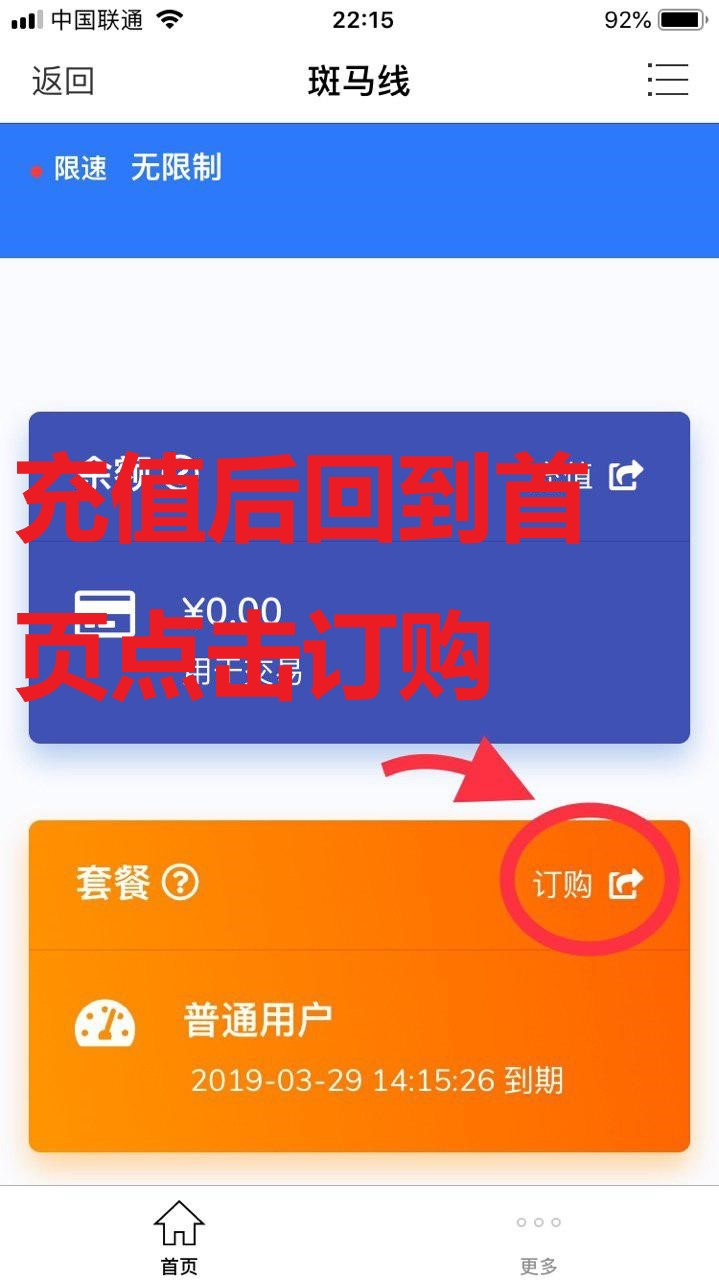 中国联通 22:15 92%
返回 斑马线
限速 无限制
余额
充值
充值后回到首
¥0.00
页点击订购
用于交易
套餐 ? 订购
普通用户
2019-03-29 14:15:26 到期
首页 更多